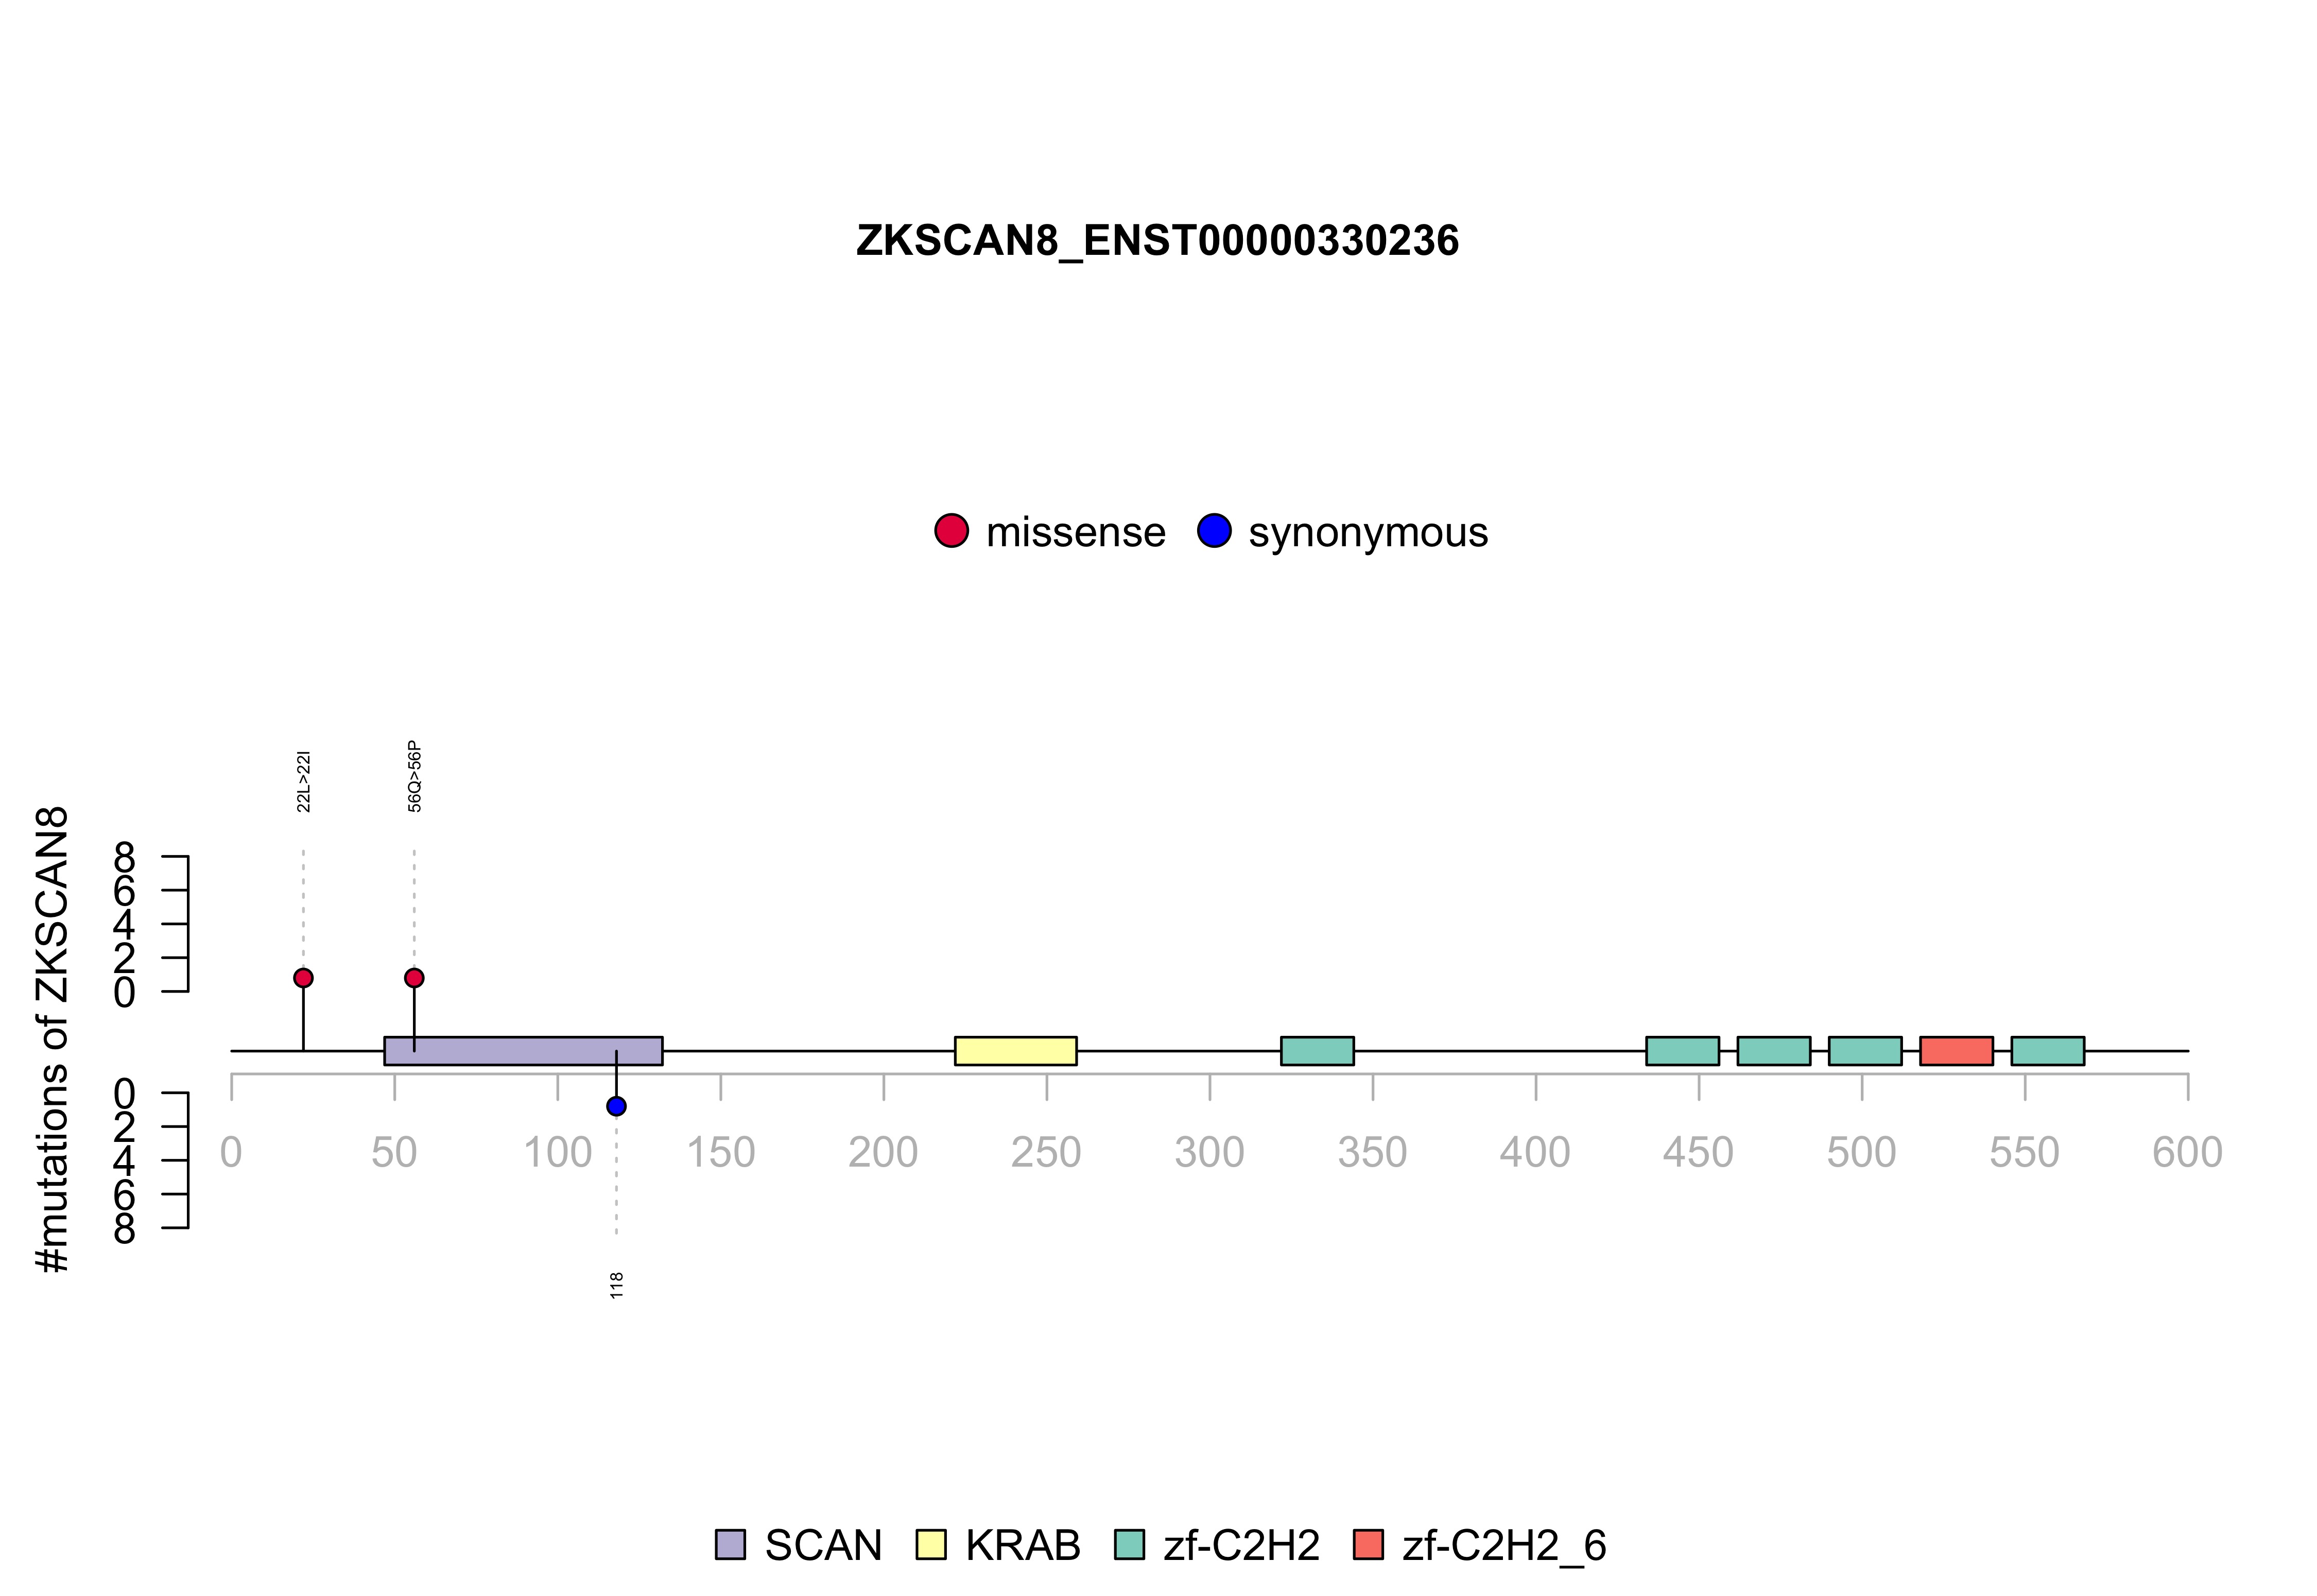 ZKSCAN8_ENST00000330236
missense synonymous
22L>22I
56Q>56P
#mutations of ZKSCAN8
8
6
4
2
0
0
2
4
6
8
0 50 100 150 200 250 300 350 400 450 500 550 600
118
SCAN KRAB zf-C2H2 zf-C2H2_6